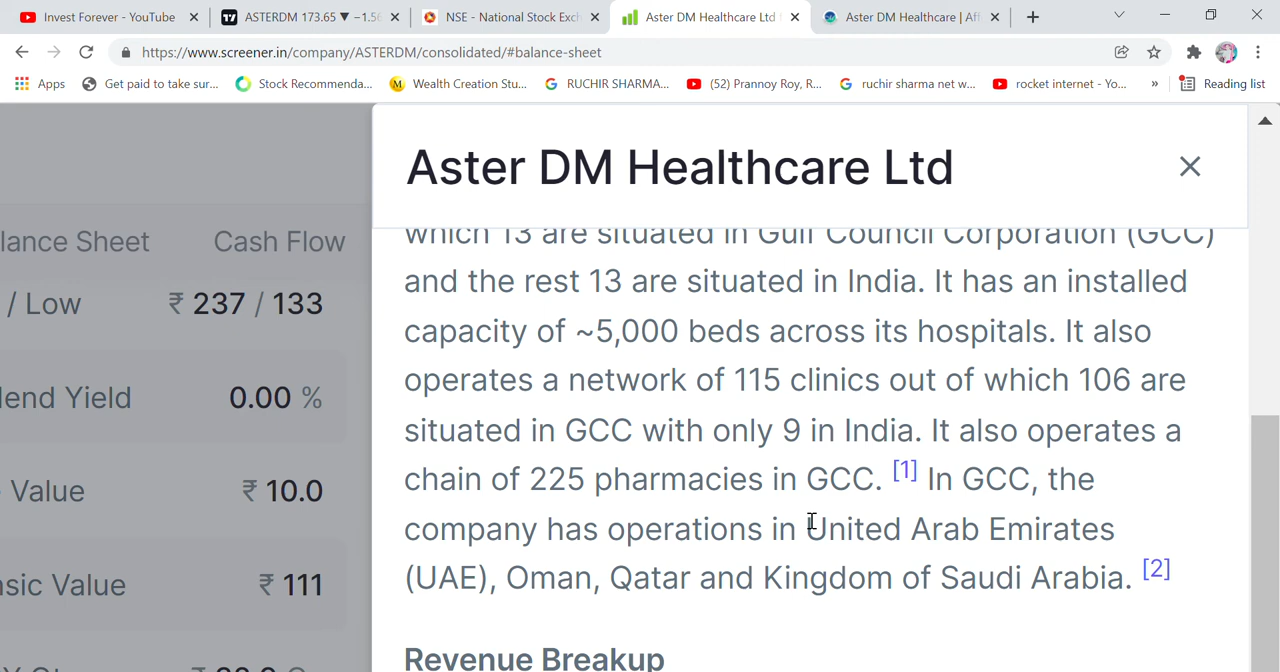 Invest Forever - YouTube
ASTERDM 173.65 ▼ −1.56
NSE - National Stock Exch
Aster DM Healthcare Ltd
Aster DM Healthcare | Aff
https://www.screener.in/company/ASTERDM/consolidated/#balance-sheet
Apps
Get paid to take sur...
Stock Recommenda...
M
Wealth Creation Stu...
RUCHIR SHARMA...
(52) Prannoy Roy, R...
ruchir sharma net w...
rocket internet - Yo...
»
Reading list
Aster DM Healthcare Ltd
lance Sheet
Cash Flow
/ Low ₹ 237 / 133
lend Yield 0.00 %
Value ₹ 10.0
nsic Value ₹ 111
which 13 are situated in Gulf Council Corporation (GCC)
and the rest 13 are situated in India. It has an installed
capacity of ~5,000 beds across its hospitals. It also
operates a network of 115 clinics out of which 106 are
situated in GCC with only 9 in India. It also operates a
chain of 225 pharmacies in GCC. [1] In GCC, the
company has operations in United Arab Emirates
(UAE), Oman, Qatar and Kingdom of Saudi Arabia. [2]
Revenue Breakup